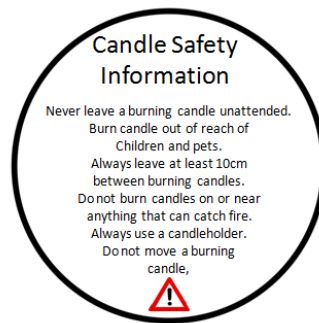 Candle Safety
Information
Never leave a burning candle unattended.
Burn candle out of reach of
Children and pets.
Always leave at least 10cm
between burning candles.
Do not burn candles on or near
anything that can catch fire.
Always use a candleholder.
Do not move a burning
candle,
!